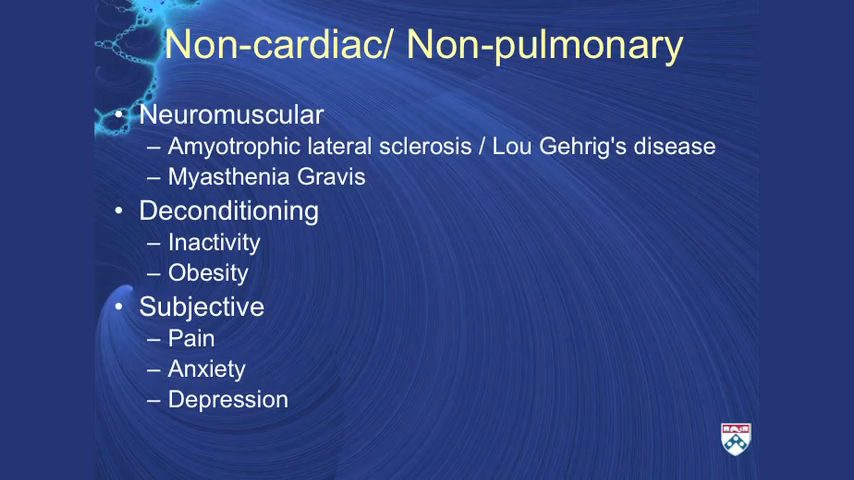 Non-cardiac/ Non-pulmonary
• Neuromuscular
– Amyotrophic lateral sclerosis / Lou Gehrig's disease
– Myasthenia Gravis
• Deconditioning
– Inactivity
– Obesity
• Subjective
– Pain
– Anxiety
– Depression